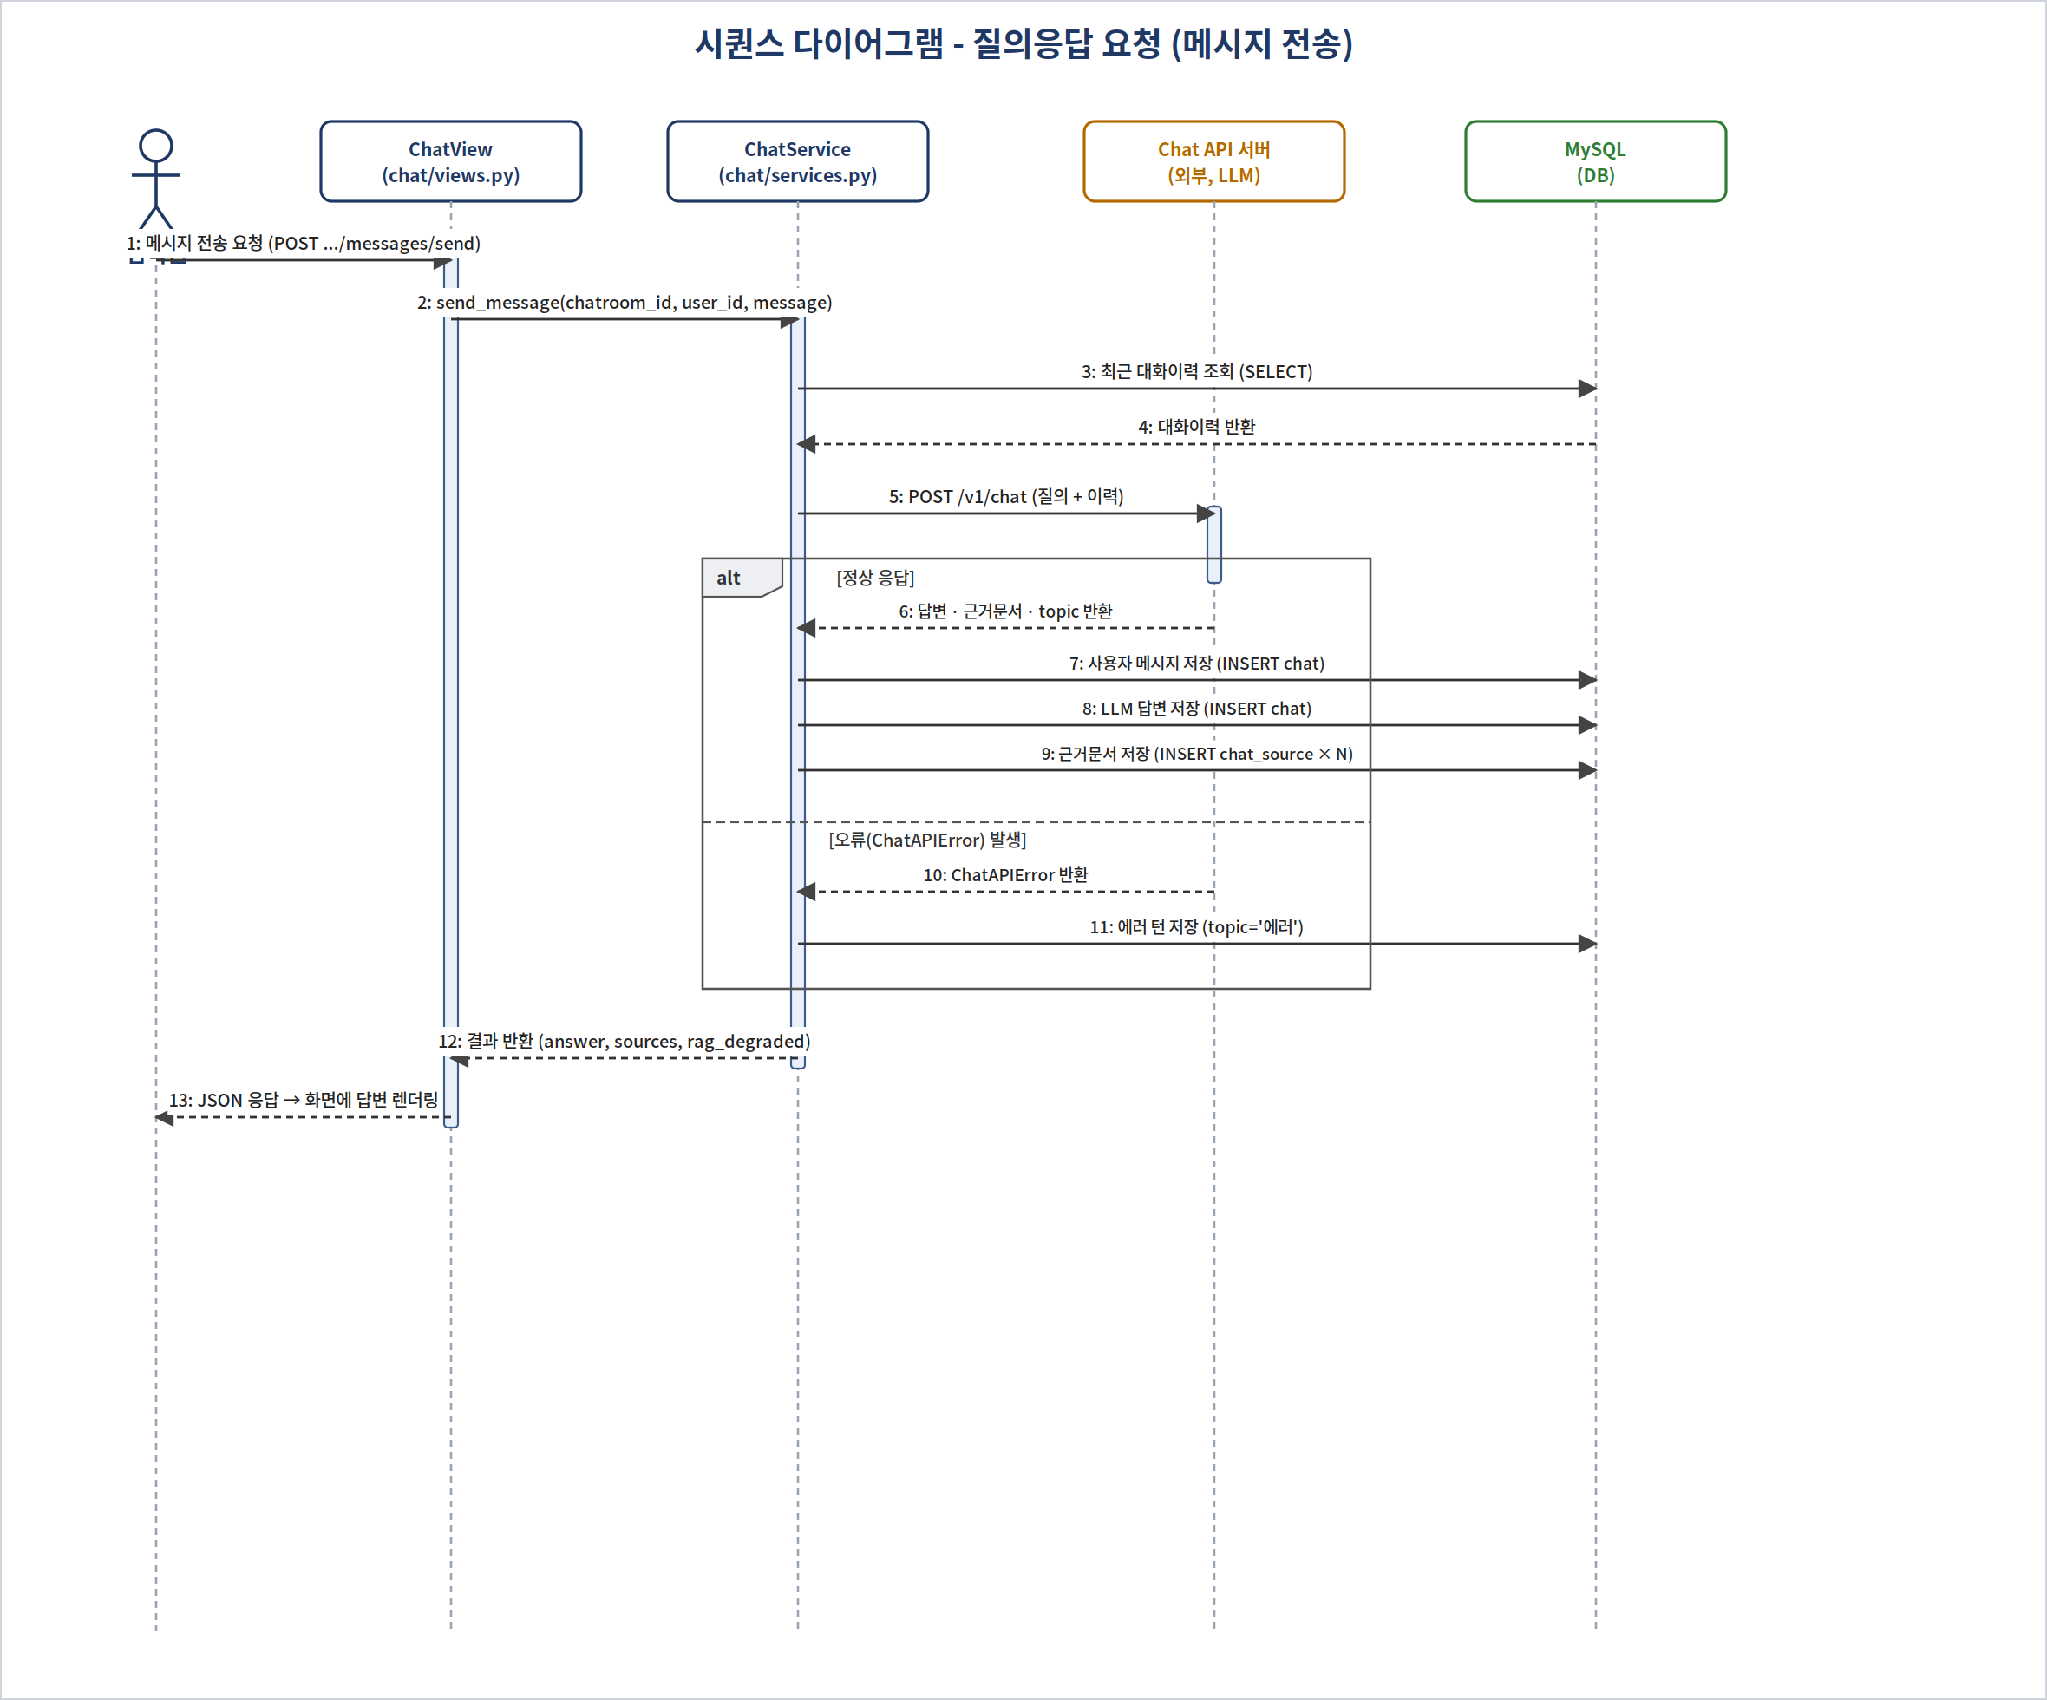 시퀀스 다이어그램 - 질의응답 요청 (메시지 전송)
ChatView
(chat/views.py)
ChatService
(chat/services.py)
Chat API 서버
(외부, LLM)
MySQL
(DB)
1: 메시지 전송 요청 (POST .../messages/send)
2: send_message(chatroom_id, user_id, message)
3: 최근 대화이력 조회 (SELECT)
4: 대화이력 반환
5: POST /v1/chat (질의 + 이력)
alt
[정상 응답]
6: 답변 · 근거문서 · topic 반환
7: 사용자 메시지 저장 (INSERT chat)
8: LLM 답변 저장 (INSERT chat)
9: 근거문서 저장 (INSERT chat_source × N)
[오류(ChatAPIError) 발생]
10: ChatAPIError 반환
11: 에러 턴 저장 (topic='에러')
12: 결과 반환 (answer, sources, rag_degraded)
13: JSON 응답 → 화면에 답변 렌더링